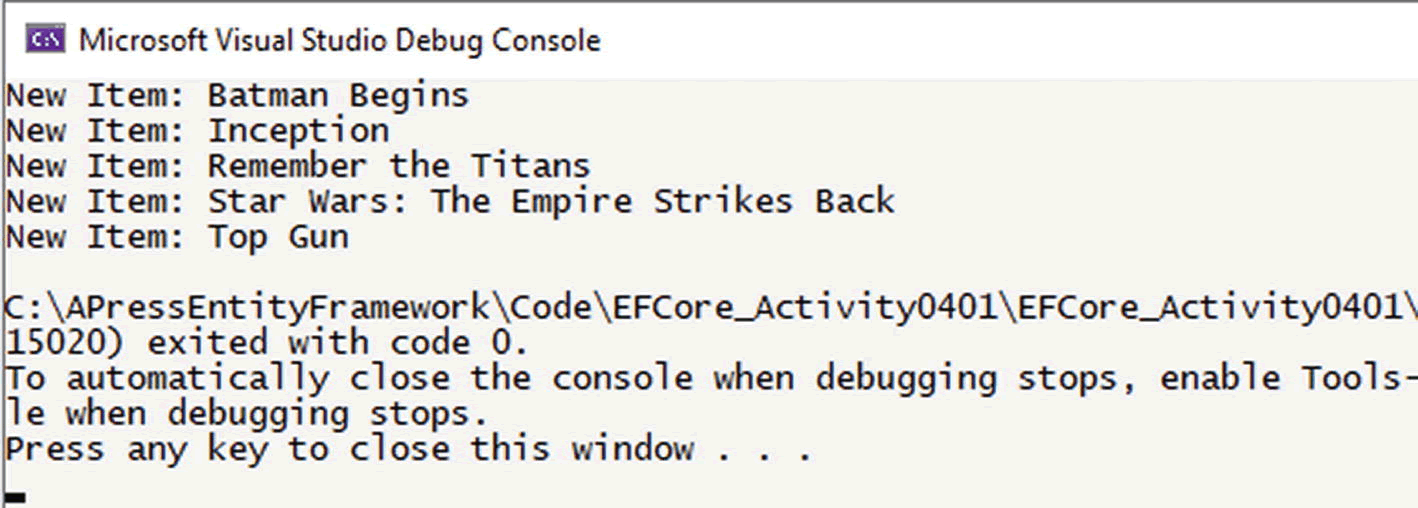 C:\
Microsoft Visual Studio Debug Console
New Item: Batman Begins
New Item: Inception
New Item: Remember the Titans
New Item: Star Wars: The Empire Strikes Back
New Item: Top Gun
C:\APressEntityFramework\Code\EFCore_Activity0401\EFCore_Activity0401\
15020) exited with code 0.
To automatically close the console when debugging stops, enable Tools-
le when debugging stops.
Press any key to close this window . . .